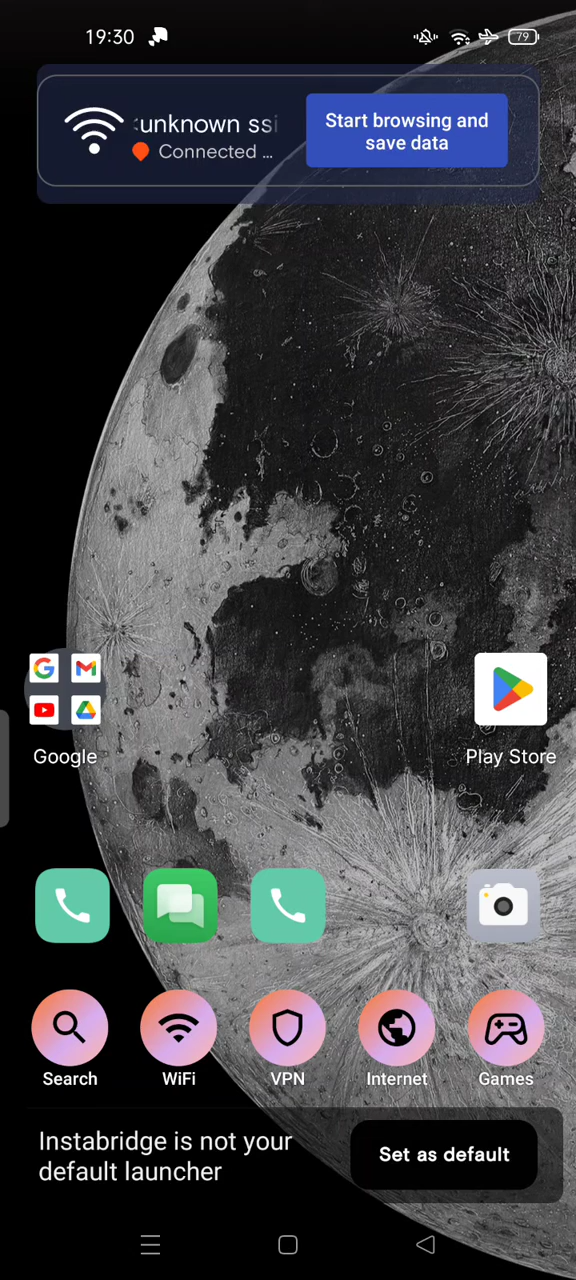 19:30
79
unknown ssi
Connected ...
Start browsing and
save data
Google
Play Store
Search
WiFi
VPN
Internet
Games
Instabridge is not your
default launcher
Set as default